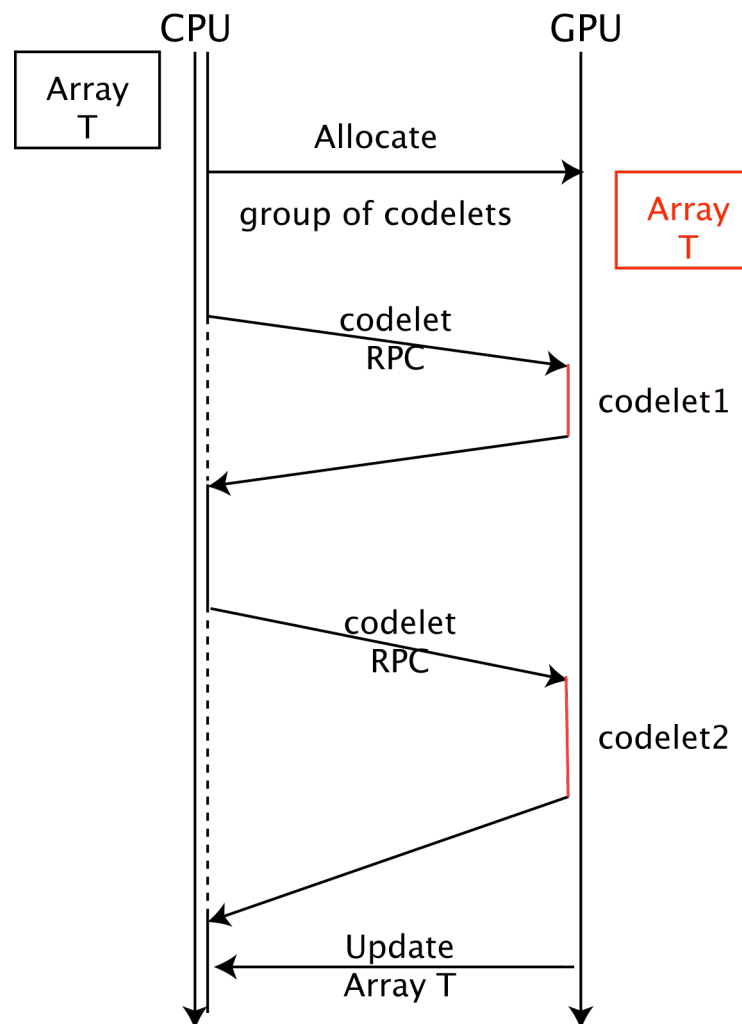 CPU
GPU
Array
T
Allocate
group of codelets
Array
T
codelet
RPC
codelet1
codelet
RPC
codelet2
Update
Array T